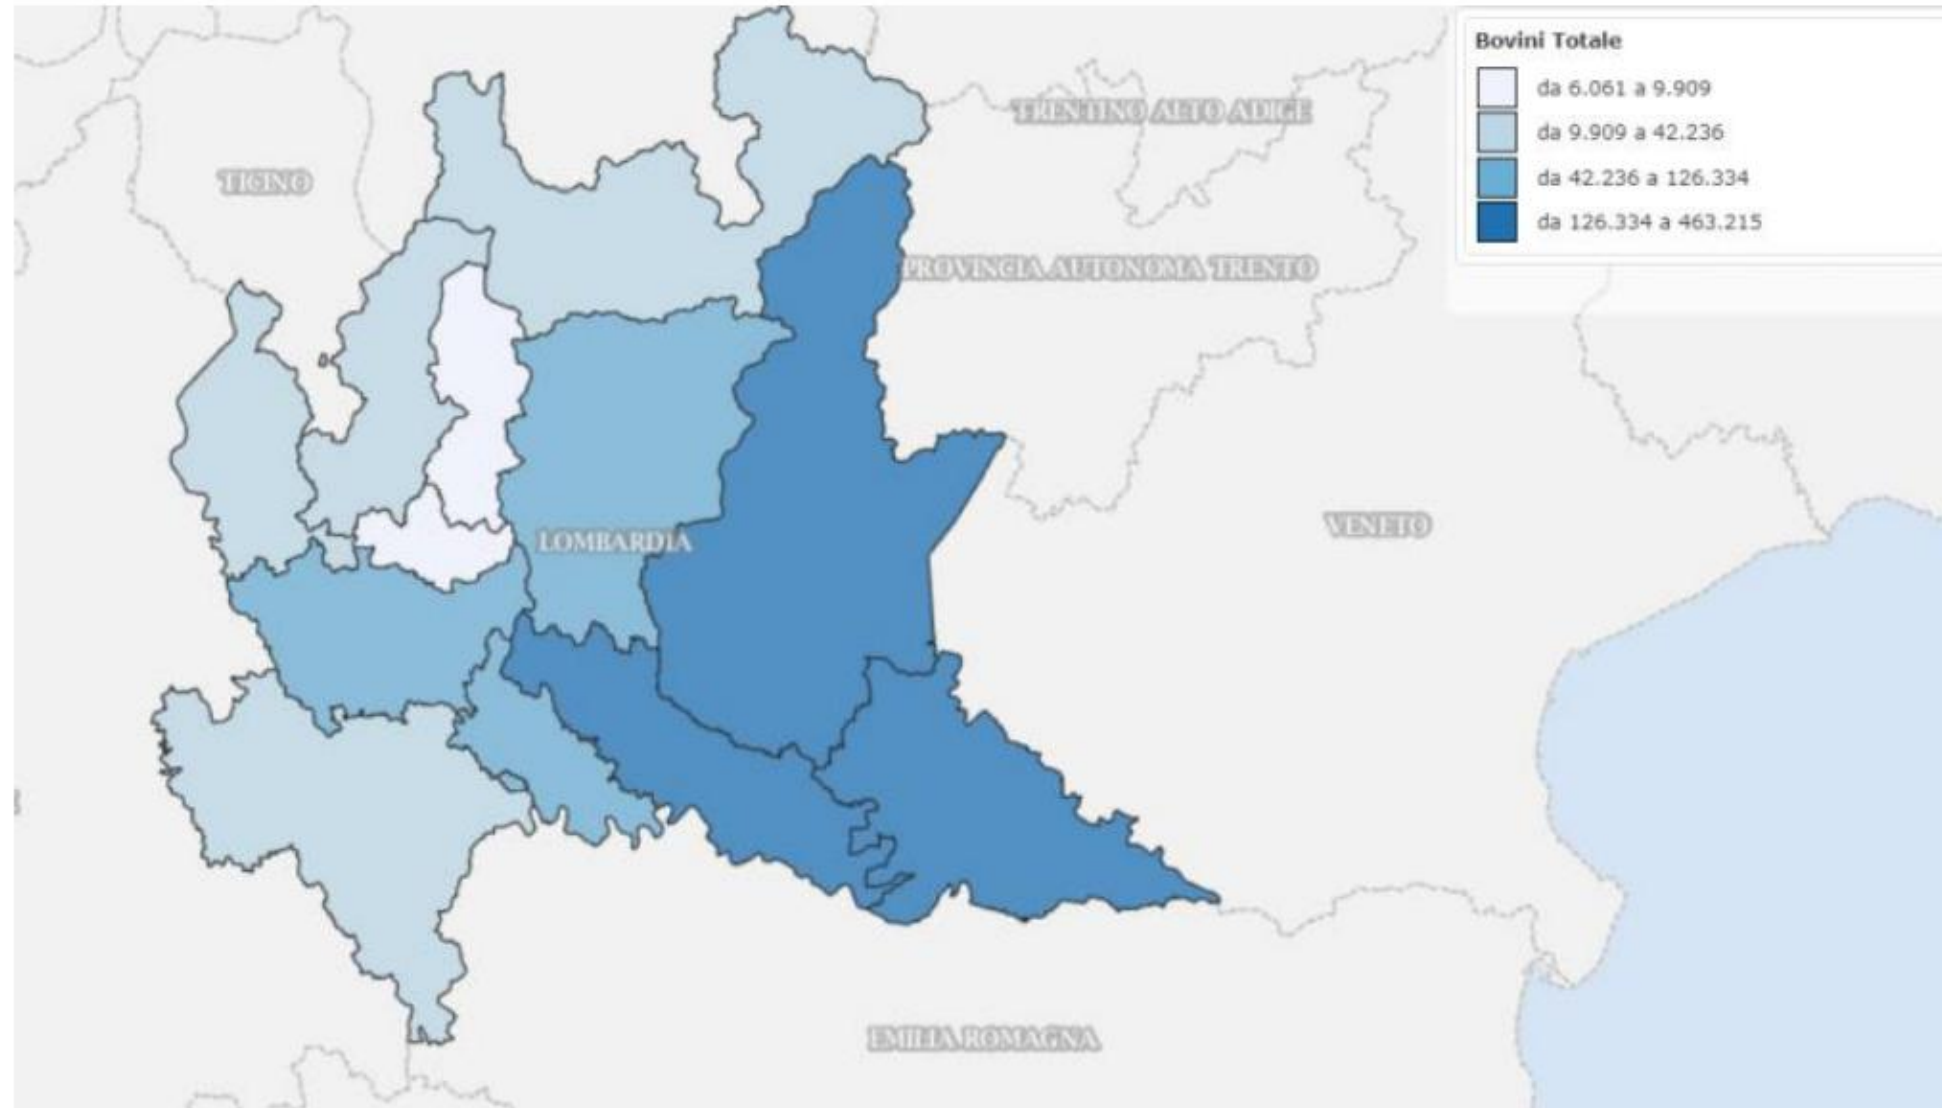 Bovini Totale
da 6.061 a 9.909
da 9.909 a 42.236
da 42.236 a 126.334
da 126.334 a 463.215
TRENTINO ALTO ADIGE
TICINO
PROVINCIA AUTONOMA TRENTO
VENETO
LOMBARDIA
EMILIA ROMAGNA